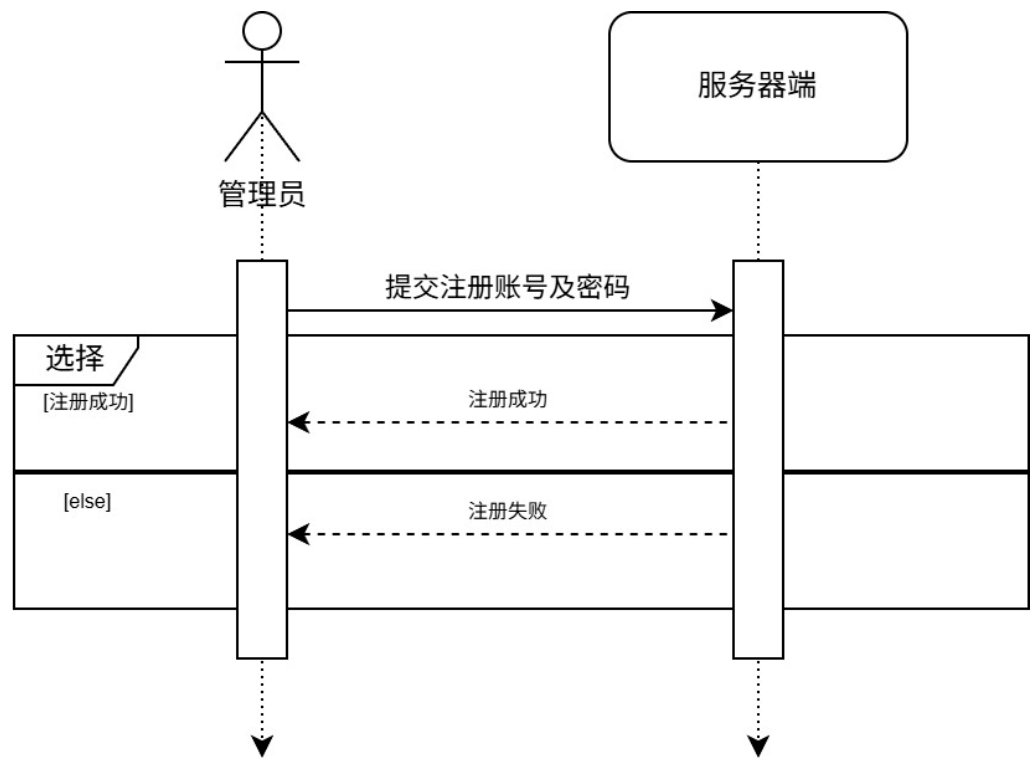 服务器端
管理员
提交注册账号及密码
选择
[注册成功]
注册成功
[else]
注册失败